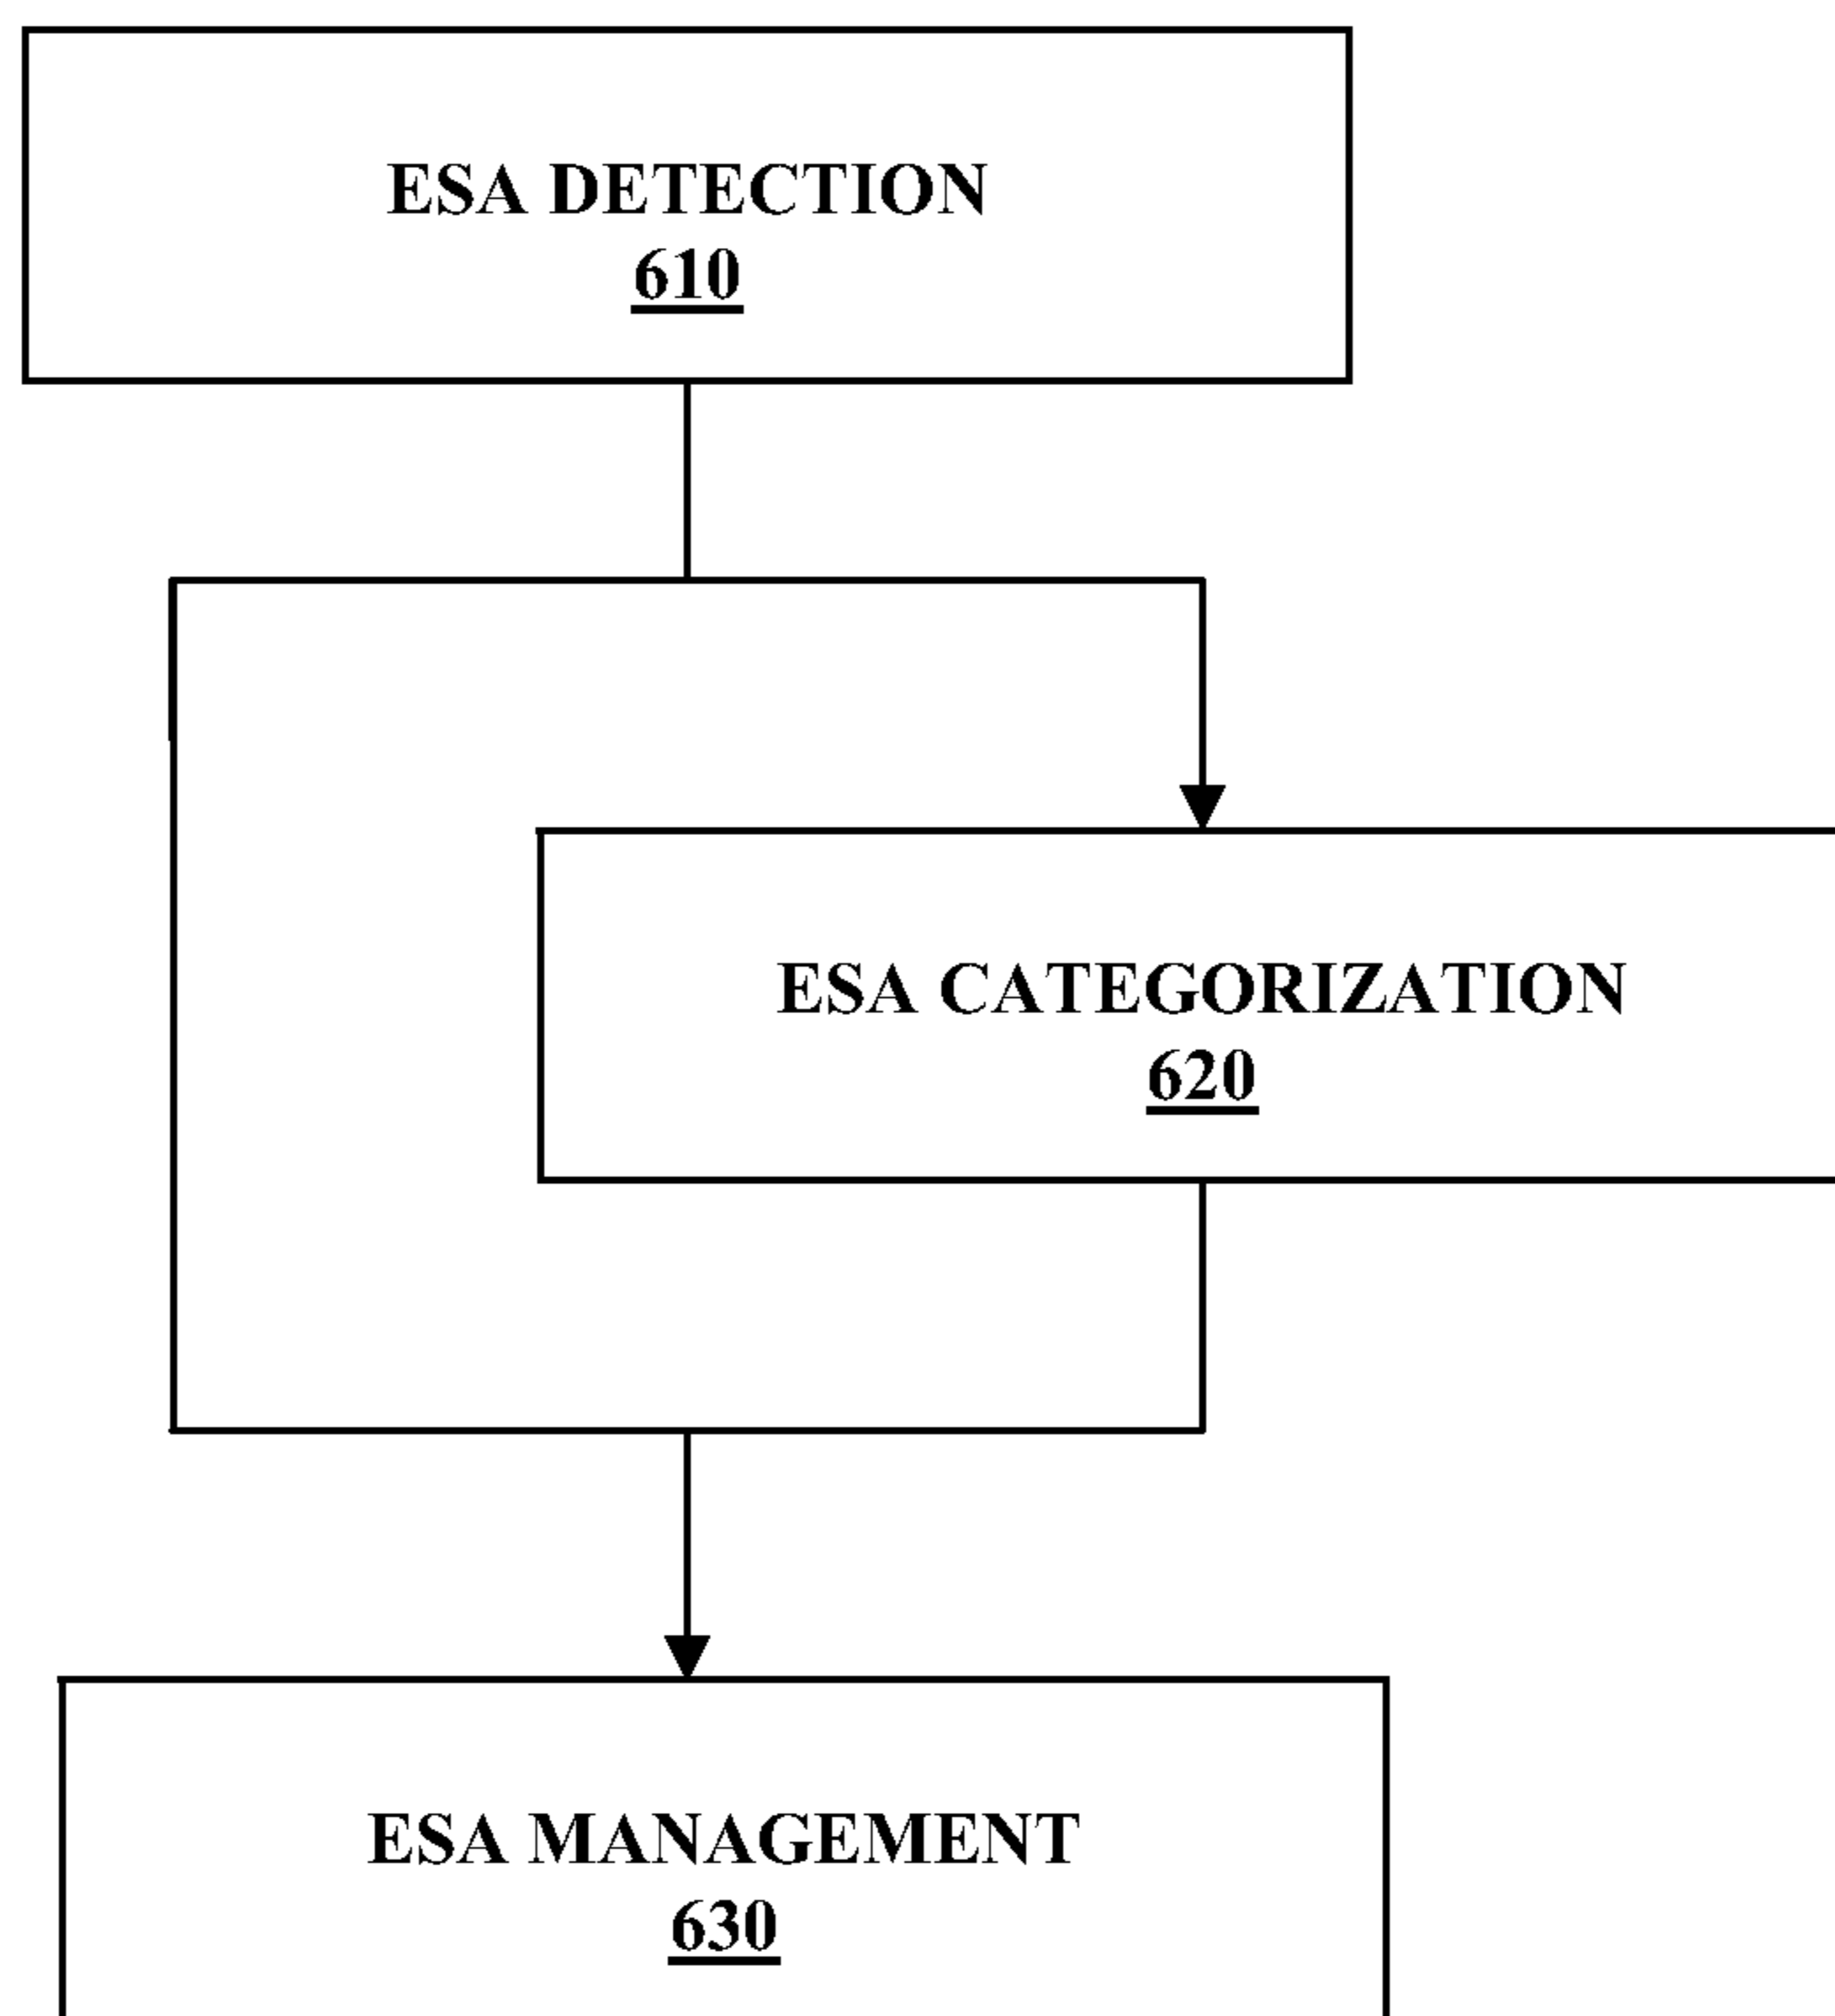 ESA DETECTION
610
ESA CATEGORIZATION
620
ESA MANAGEMENT
630